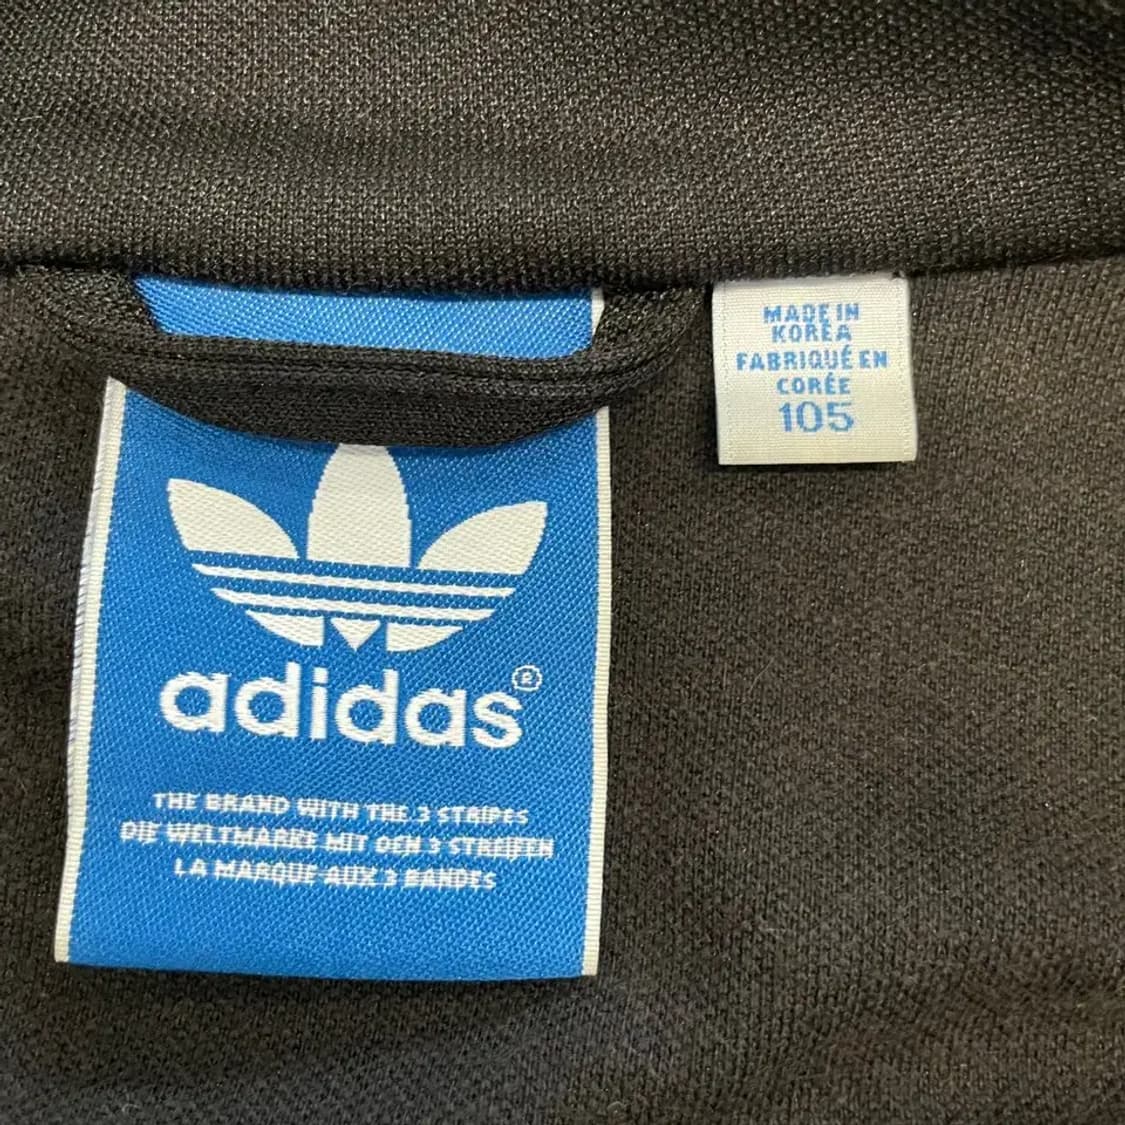 MADE IN
KOREA
FABRIQUÉ EN
CORÉE
105
adidas®
THE BRAND WITH THE 3 STRIPES
DIE WELTMARKE MIT DEN 3 STREIFEN
LA MARQUE AUX 3 BANDES